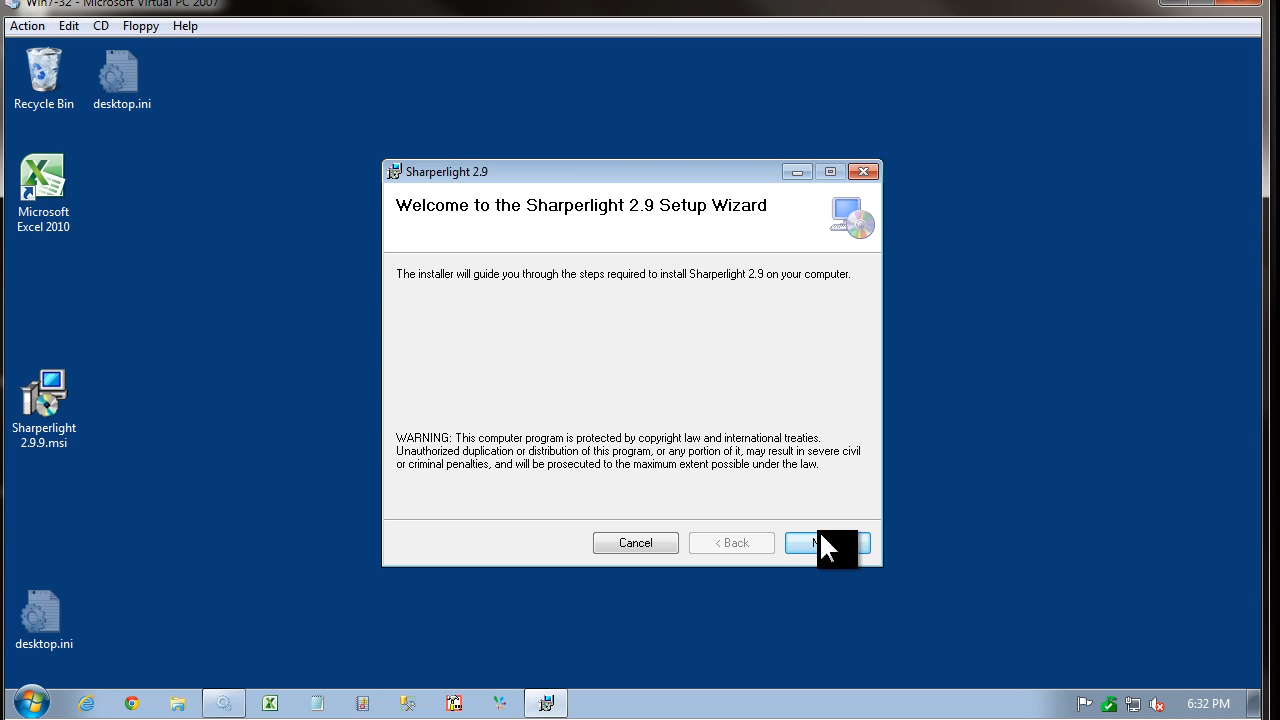 Win7-32 - Microsoft Virtual PC 2007
Action Edit CD Floppy Help
Recycle Bin
desktop.ini
Microsoft
Excel 2010
Sharperlight
2.9.9.msi
desktop.ini
Sharperlight 2.9
Welcome to the Sharperlight 2.9 Setup Wizard
The installer will guide you through the steps required to install Sharperlight 2.9 on your computer.
WARNING: This computer program is protected by copyright law and international treaties.
Unauthorized duplication or distribution of this program, or any portion of it, may result in severe civil
or criminal penalties, and will be prosecuted to the maximum extent possible under the law.
Cancel
< Back
6:32 PM